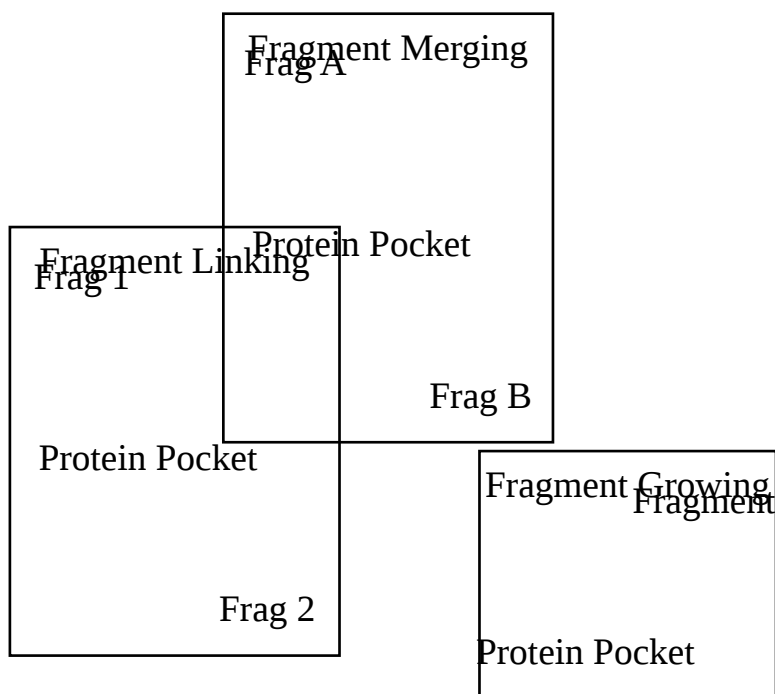 Fragment Merging
Frag A
Protein Pocket
Frag B
Fragment Linking
Frag 1
Protein Pocket
Frag 2
Fragment Growing
Fragment
Protein Pocket